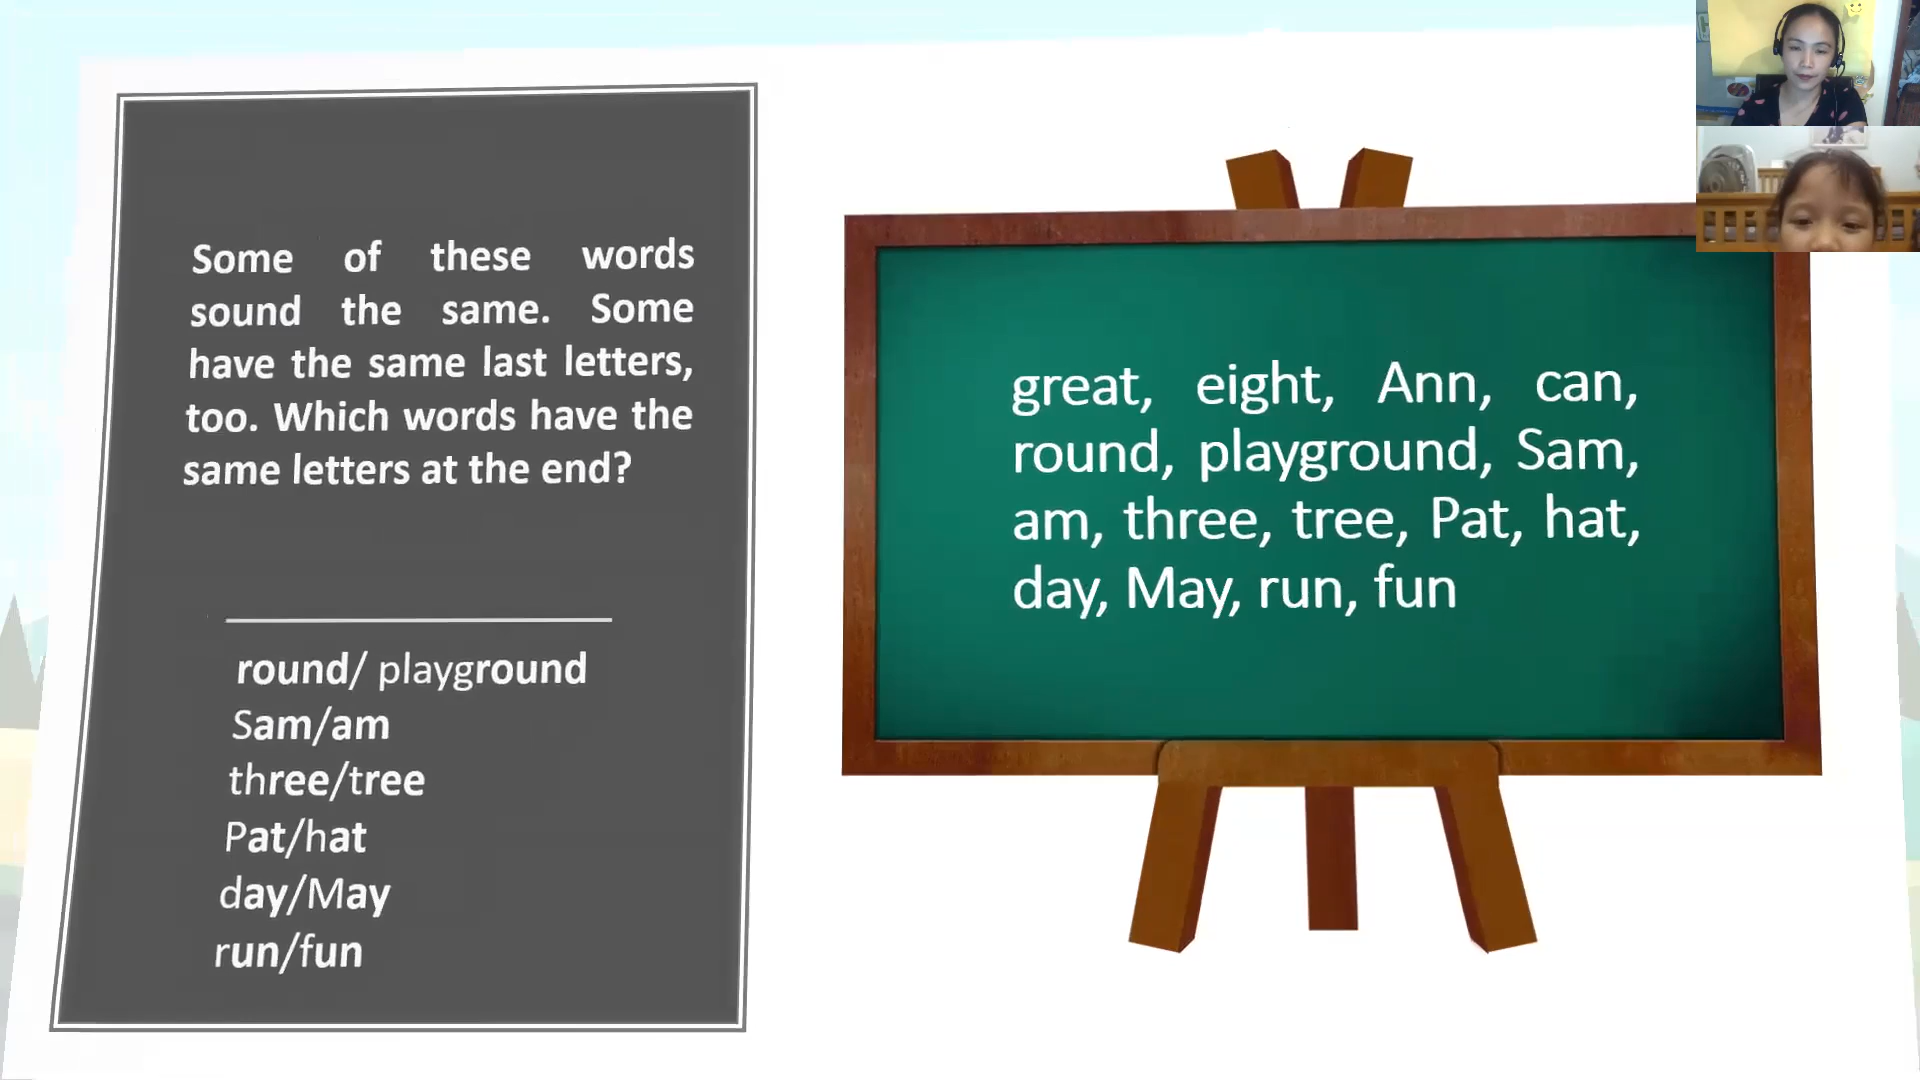 Some of these words
sound the same. Some
have the same last letters,
too. Which words have the
same letters at the end?
round/ playground
Sam/am
three/tree
Pat/hat
day/May
run/fun
great, eight, Ann, can,
round, playground, Sam,
am, three, tree, Pat, hat,
day, May, run, fun